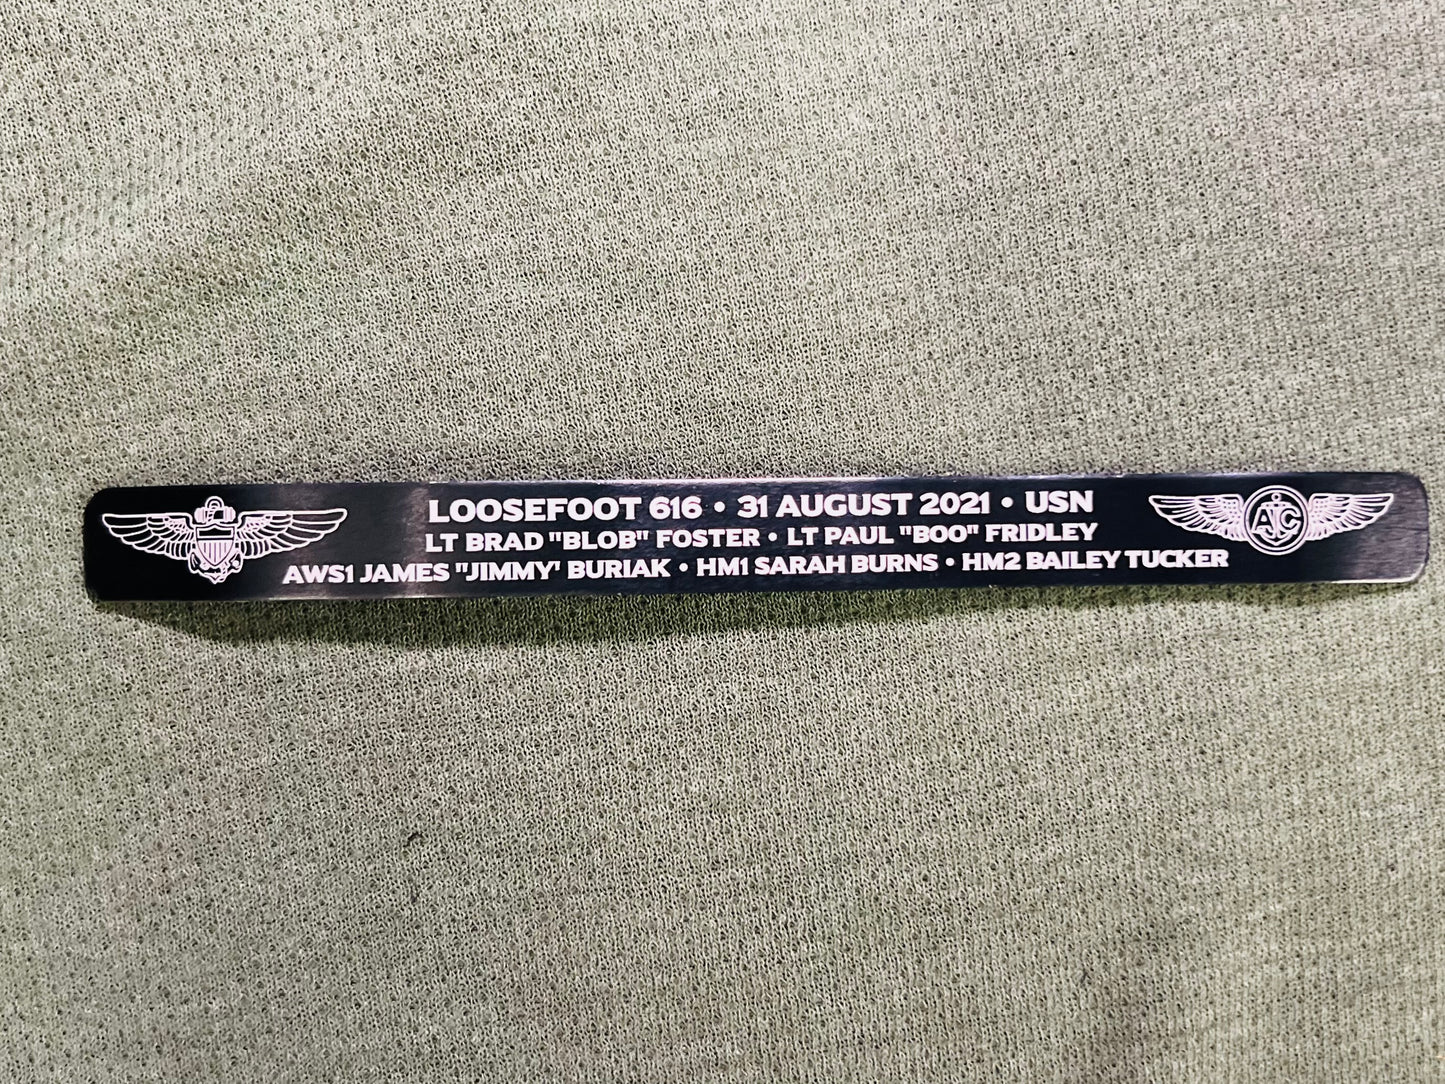 LOOSEFOOT 616 • 31 AUGUST 2021 • USN
LT BRAD "BLOB" FOSTER • LT PAUL "BOO" FRIDLEY
AWS1 JAMES "JIMMY' BURIAK • HM1 SARAH BURNS • HM2 BAILEY TUCKER